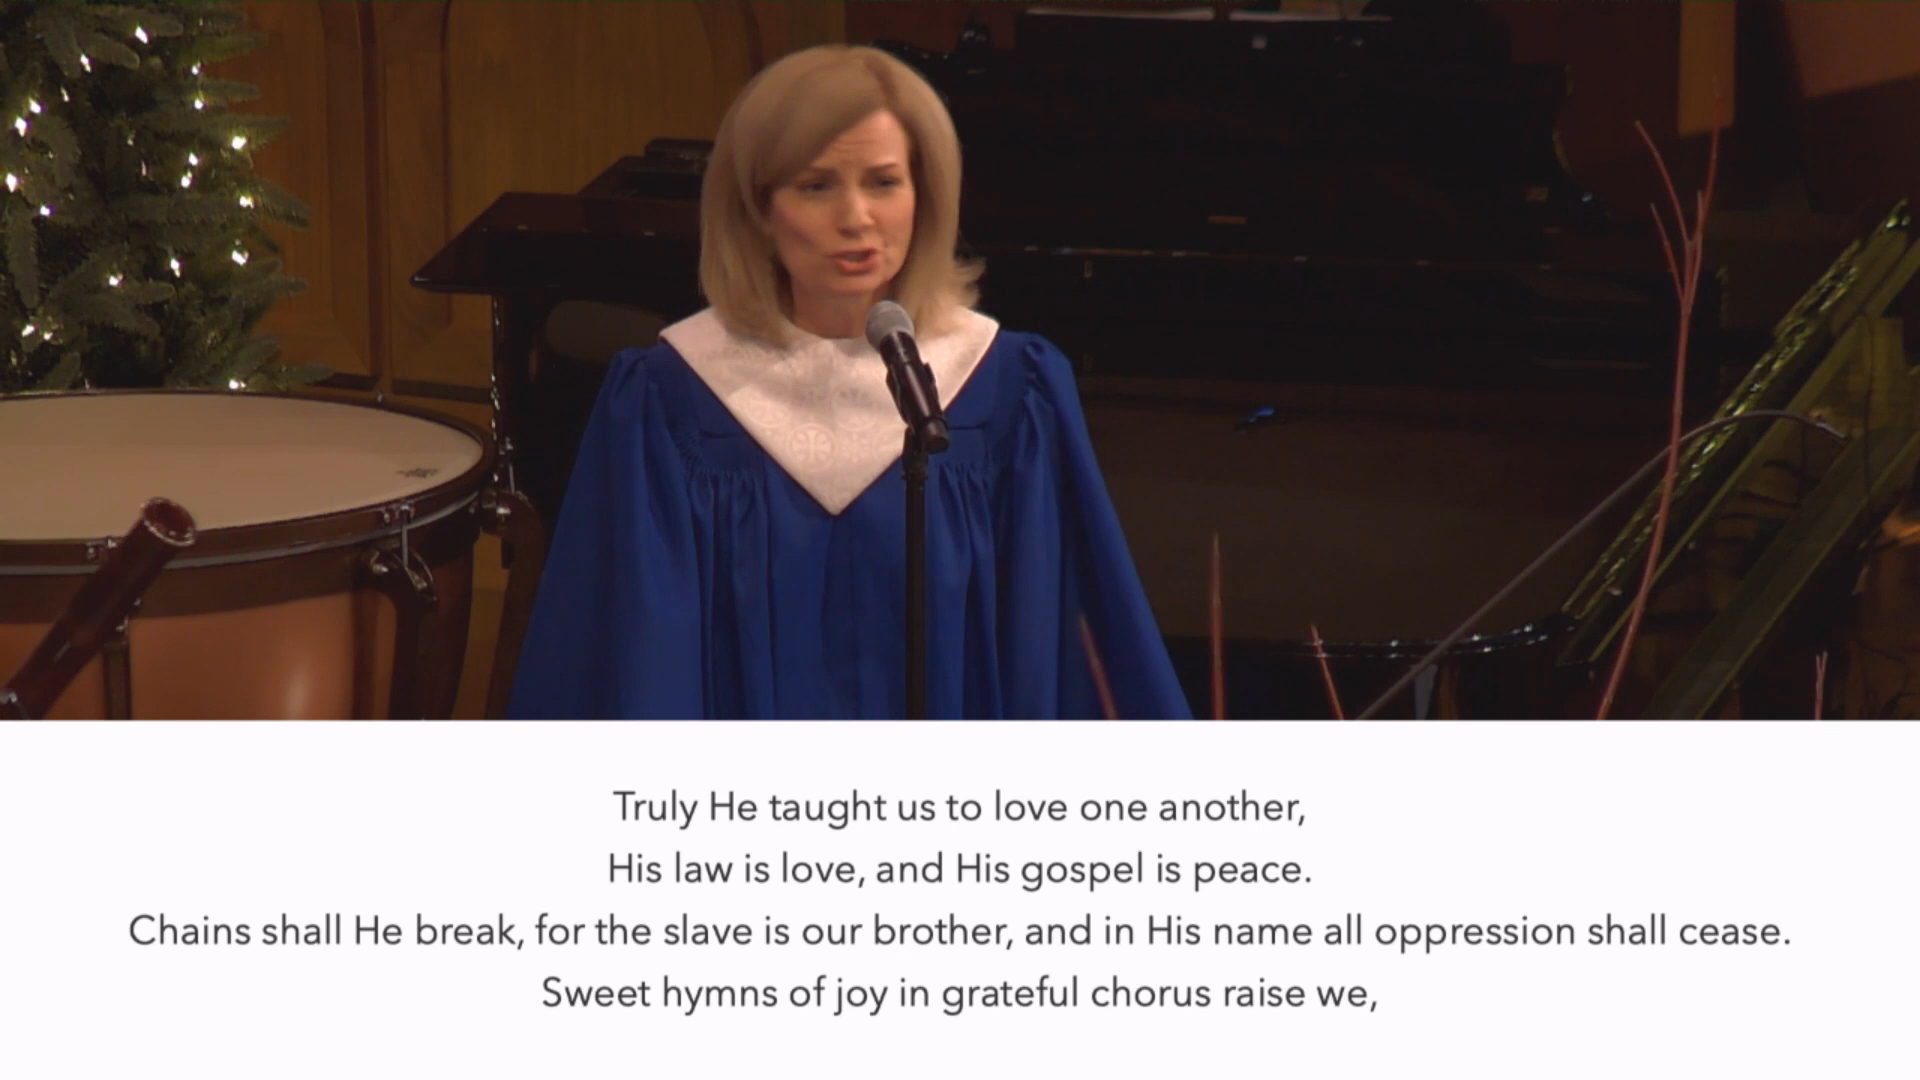 Truly He taught us to love one another,
His law is love, and His gospel is peace.
Chains shall He break, for the slave is our brother, and in His name all oppression shall cease.
Sweet hymns of joy in grateful chorus raise we,